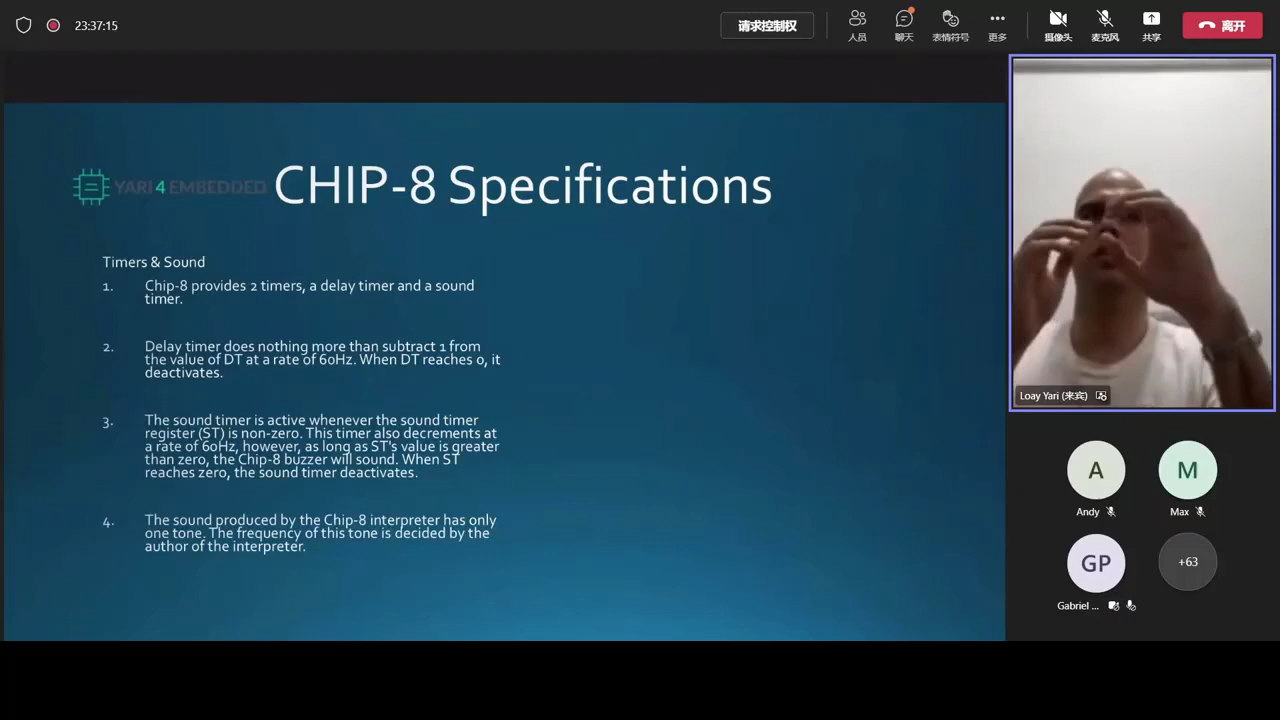 23:37:15
请求控制权
人员
聊天
表情符号
更多
摄像头
麦克风
共享
离开
YARI 4 EMBEDDED
CHIP-8 Specifications
Timers & Sound
1. Chip-8 provides 2 timers, a delay timer and a sound
timer.
2. Delay timer does nothing more than subtract 1 from
the value of DT at a rate of 60Hz. When DT reaches 0, it
deactivates.
3. The sound timer is active whenever the sound timer
register (ST) is non-zero. This timer also decrements at
a rate of 60Hz, however, as long as ST's value is greater
than zero, the Chip-8 buzzer will sound. When ST
reaches zero, the sound timer deactivates.
4. The sound produced by the Chip-8 interpreter has only
one tone. The frequency of this tone is decided by the
author of the interpreter.
Loay Yari (来宾)
A
M
Andy
Max
GP
+63
Gabriel ...